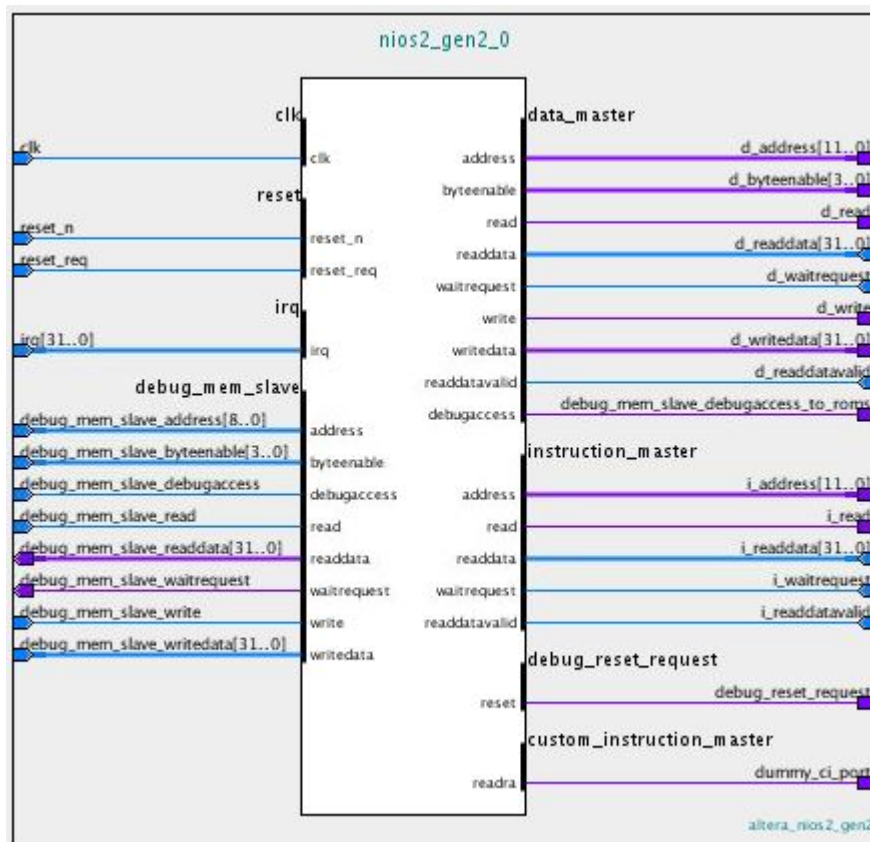 nios2_gen2_0
clk
clk
clk
reset
reset_n
reset_n
reset_req
reset_req
irq
irq[31..0]
irq
debug_mem_slave
debug_mem_slave_address[8..0]
address
debug_mem_slave_byteenable[3..0]
byteenable
debug_mem_slave_debugaccess
debugaccess
debug_mem_slave_read
read
debug_mem_slave_readdata[31..0]
readdata
debug_mem_slave_waitrequest
waitrequest
debug_mem_slave_write
write
debug_mem_slave_writedata[31..0]
writedata
data_master
address
d_address[11..0]
byteenable
d_byteenable[3..0]
read
d_read
readdata
d_readdata[31..0]
waitrequest
d_waitrequest
write
d_write
writedata
d_writedata[31..0]
readdatavalid
d_readdatavalid
debugaccess
debug_mem_slave_debugaccess_to_roms
instruction_master
address
i_address[11..0]
read
i_read
readdata
i_readdata[31..0]
waitrequest
i_waitrequest
readdatavalid
i_readdatavalid
debug_reset_request
reset
debug_reset_request
custom_instruction_master
readra
dummy_ci_port
altera_nios2_gen2